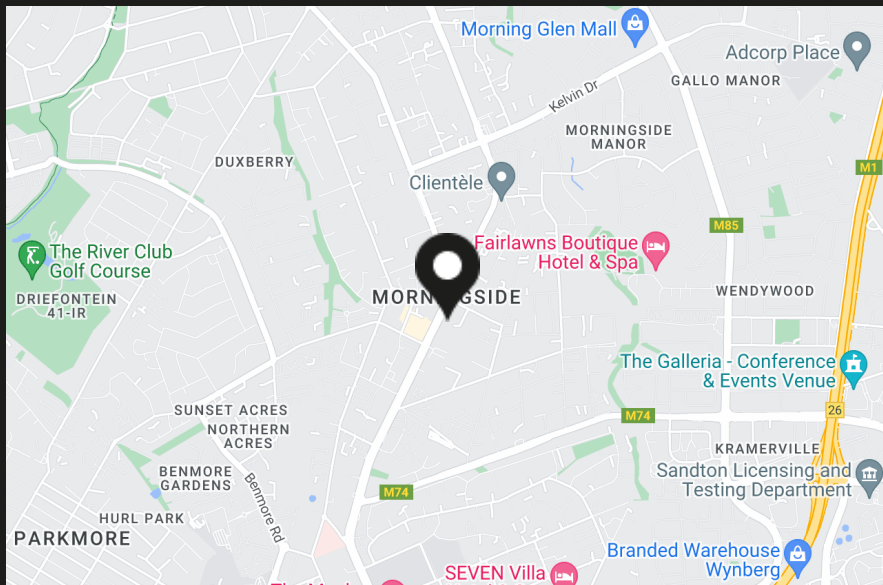 Morning Glen Mall
Adcorp Place
GALLO MANOR
Kelvin Dr
MORNINGSIDE
MANOR
DUXBERRY
M1
Clientèle
M85
The River Club
Golf Course
Fairlawns Boutique
Hotel & Spa
DRIEFONTEIN
41-IR
MORNINGSIDE
WENDYWOOD
The Galleria - Conference
& Events Venue
SUNSET ACRES
M74
26
NORTHERN
ACRES
KRAMERVILLE
BENMORE
GARDENS
Sandton Licensing and
Testing Department
Benmore Rd
M74
HURL PARK
PARKMORE
Branded Warehouse
Wynberg
SEVEN Villa